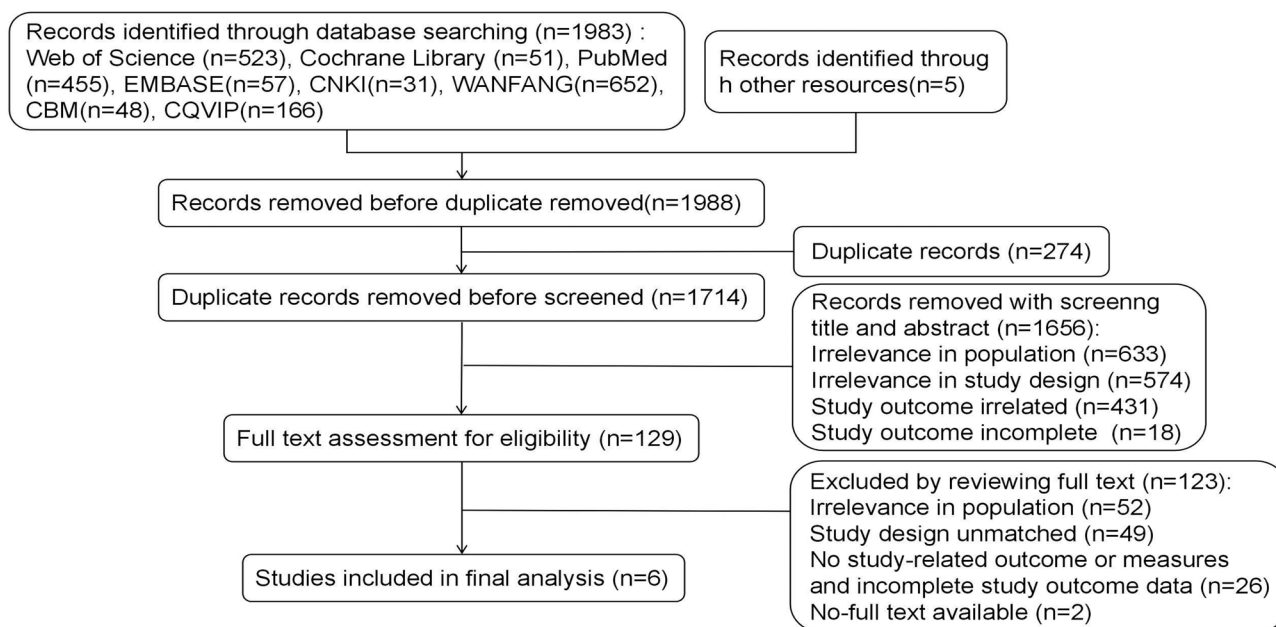 Records identified through database searching (n=1983) :
Web of Science (n=523), Cochrane Library (n=51), PubMed
(n=455), EMBASE(n=57), CNKI(n=31), WANFANG(n=652),
CBM(n=48), CQVIP(n=166)
Records identified throug
h other resources(n=5)
Records removed before duplicate removed(n=1988)
Duplicate records (n=274)
Duplicate records removed before screened (n=1714)
Records removed with screenng
title and abstract (n=1656):
Irrelevance in population (n=633)
Irrelevance in study design (n=574)
Study outcome irrelated (n=431)
Study outcome incomplete (n=18)
Full text assessment for eligibility (n=129)
Excluded by reviewing full text (n=123):
Irrelevance in population (n=52)
Study design unmatched (n=49)
No study-related outcome or measures
and incomplete study outcome data (n=26)
No-full text available (n=2)
Studies included in final analysis (n=6)